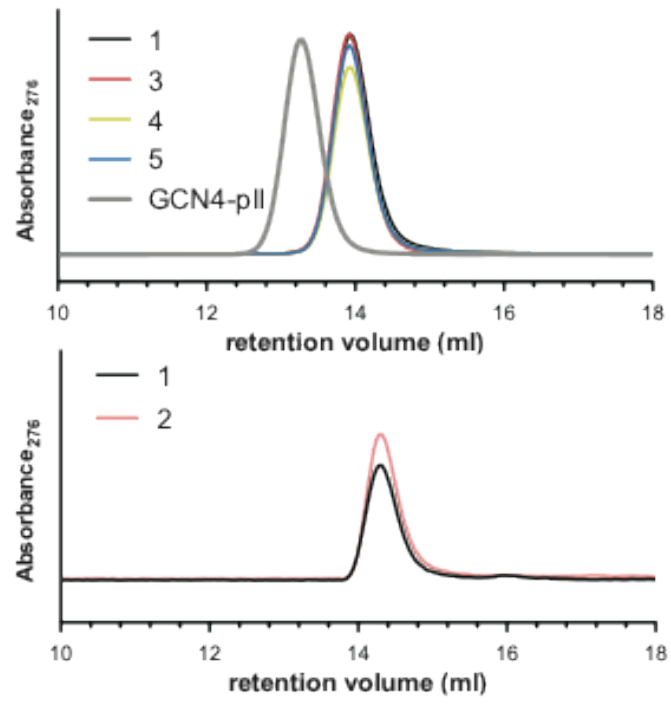 1
3
4
5
GCN4-pII
Absorbance276
10 12 14 16 18
retention volume (ml)
1
2
Absorbance276
10 12 14 16 18
retention volume (ml)